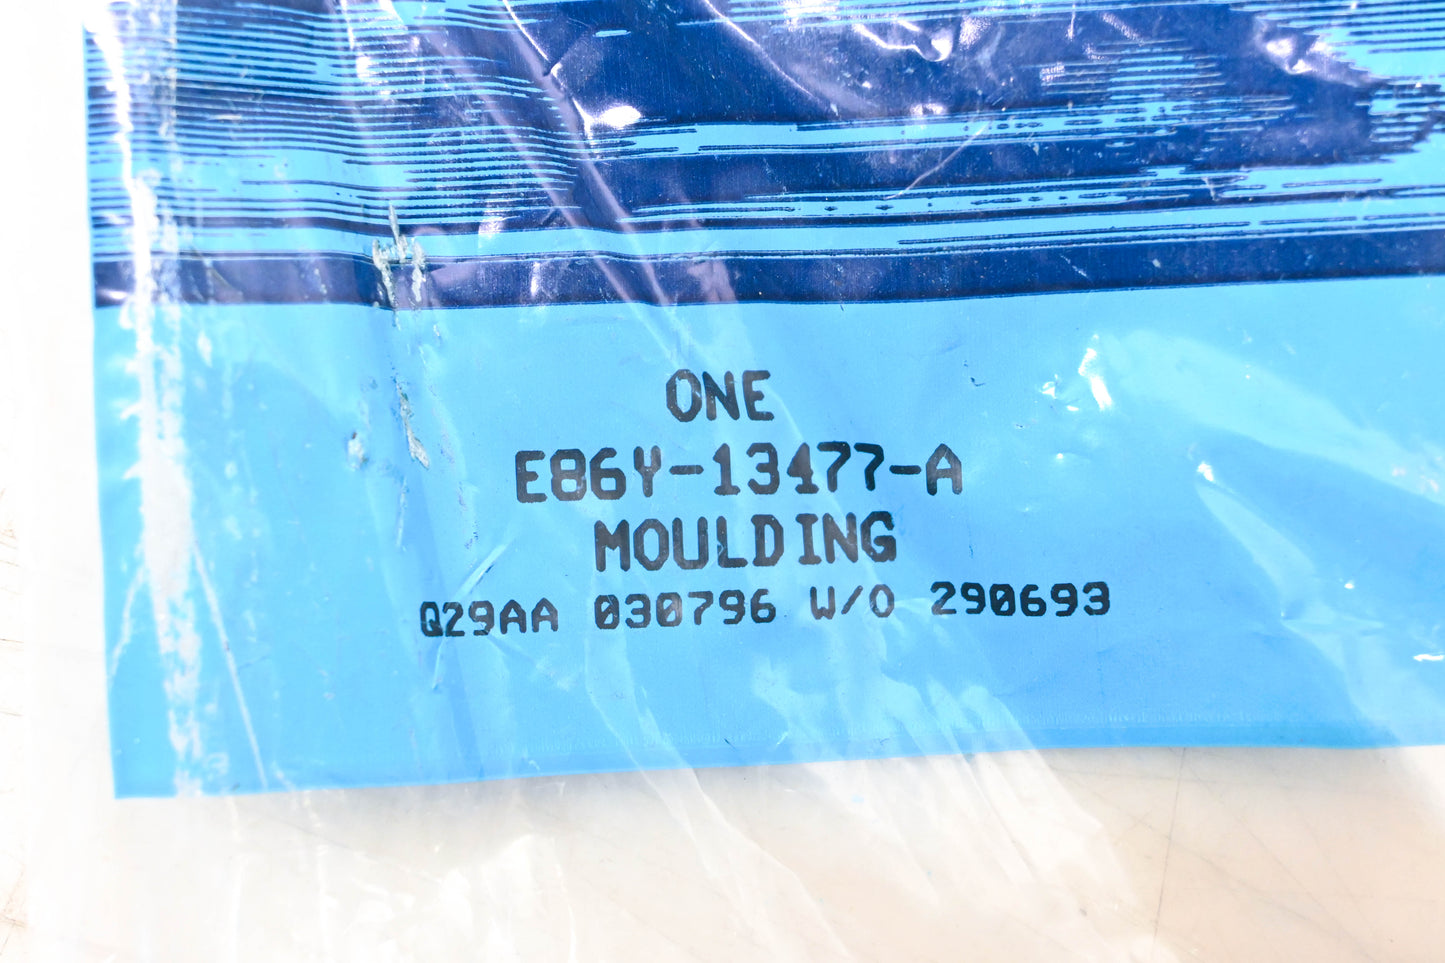 ONE
E86Y-13477-A
MOULDING
Q29AA 030796 W/O 290693